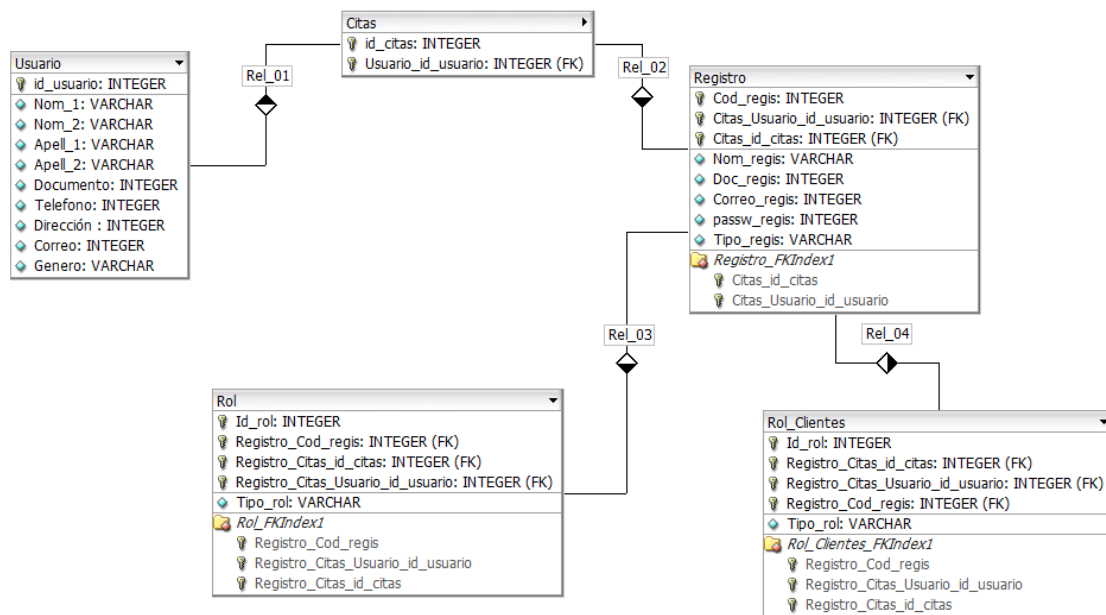 Citas
id_citas: INTEGER
Usuario_id_usuario: INTEGER (FK)
Usuario
id_usuario: INTEGER
Nom_1: VARCHAR
Nom_2: VARCHAR
Apell_1: VARCHAR
Apell_2: VARCHAR
Documento: INTEGER
Telefono: INTEGER
Dirección : INTEGER
Correo: INTEGER
Genero: VARCHAR
Rel_01
Rel_02
Registro
Cod_regis: INTEGER
Citas_Usuario_id_usuario: INTEGER (FK)
Citas_id_citas: INTEGER (FK)
Nom_regis: VARCHAR
Doc_regis: INTEGER
Correo_regis: INTEGER
passw_regis: INTEGER
Tipo_regis: VARCHAR
Registro_FKIndex1
Citas_id_citas
Citas_Usuario_id_usuario
Rel_03
Rel_04
Rol
Id_rol: INTEGER
Registro_Cod_regis: INTEGER (FK)
Registro_Citas_id_citas: INTEGER (FK)
Registro_Citas_Usuario_id_usuario: INTEGER (FK)
Tipo_rol: VARCHAR
Rol_FKIndex1
Registro_Cod_regis
Registro_Citas_Usuario_id_usuario
Registro_Citas_id_citas
Rol_Clientes
Id_rol: INTEGER
Registro_Citas_id_citas: INTEGER (FK)
Registro_Citas_Usuario_id_usuario: INTEGER (FK)
Registro_Cod_regis: INTEGER (FK)
Tipo_rol: VARCHAR
Rol_Clientes_FKIndex1
Registro_Cod_regis
Registro_Citas_Usuario_id_usuario
Registro_Citas_id_citas